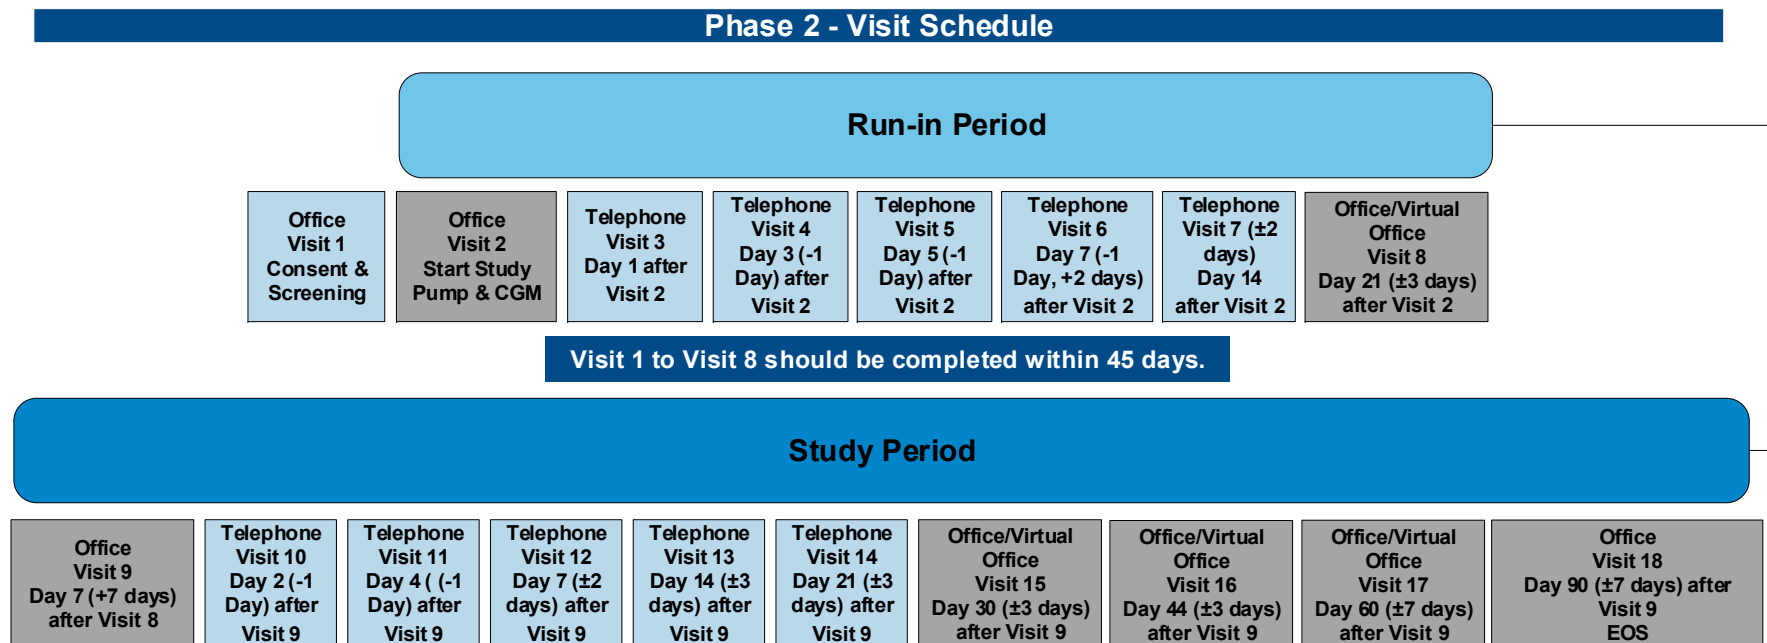 Phase 2 - Visit Schedule
Run-in Period
Office
Visit 1
Consent &
Screening
Office
Visit 2
Start Study
Pump & CGM
Telephone
Visit 3
Day 1 after
Visit 2
Telephone
Visit 4
Day 3 (-1
Day) after
Visit 2
Telephone
Visit 5
Day 5 (-1
Day) after
Visit 2
Telephone
Visit 6
Day 7 (-1
Day, +2 days)
after Visit 2
Telephone
Visit 7 (±2
days)
Day 14
after Visit 2
Office/Virtual
Office
Visit 8
Day 21 (±3 days)
after Visit 2
Visit 1 to Visit 8 should be completed within 45 days.
Study Period
Office
Visit 9
Day 7 (+7 days)
after Visit 8
Telephone
Visit 10
Day 2 (-1
Day) after
Visit 9
Telephone
Visit 11
Day 4 ( (-1
Day) after
Visit 9
Telephone
Visit 12
Day 7 (±2
days) after
Visit 9
Telephone
Visit 13
Day 14 (±3
days) after
Visit 9
Telephone
Visit 14
Day 21 (±3
days) after
Visit 9
Office/Virtual
Office
Visit 15
Day 30 (±3 days)
after Visit 9
Office/Virtual
Office
Visit 16
Day 44 (±3 days)
after Visit 9
Office/Virtual
Office
Visit 17
Day 60 (±7 days)
after Visit 9
Office
Visit 18
Day 90 (±7 days) after
Visit 9
EOS